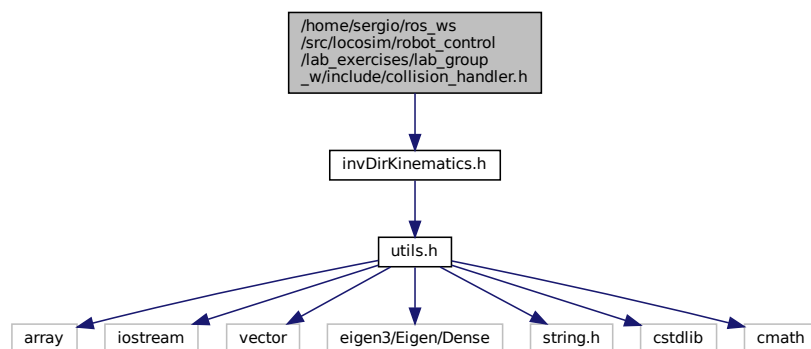 /home/sergio/ros_ws
/src/locosim/robot_control
/lab_exercises/lab_group
_w/include/collision_handler.h
invDirKinematics.h
utils.h
array
iostream
vector
eigen3/Eigen/Dense
string.h
cstdlib
cmath